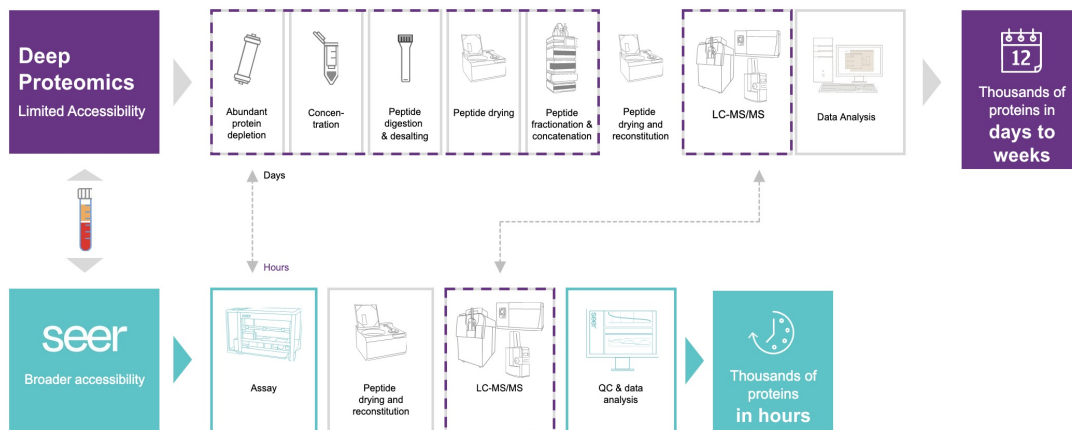 Deep
Proteomics
Limited Accessibility
Abundant
protein
depletion
Concen-
tration
Peptide
digestion
& desalting
Peptide drying
Peptide
fractionation &
concatenation
Peptide
drying and
reconstitution
LC-MS/MS
Data Analysis
12
Thousands of
proteins in
days to
weeks
Days
Hours
seer
Broader accessibility
Assay
Peptide
drying and
reconstitution
LC-MS/MS
seer
QC & data
analysis
Thousands of
proteins
in hours